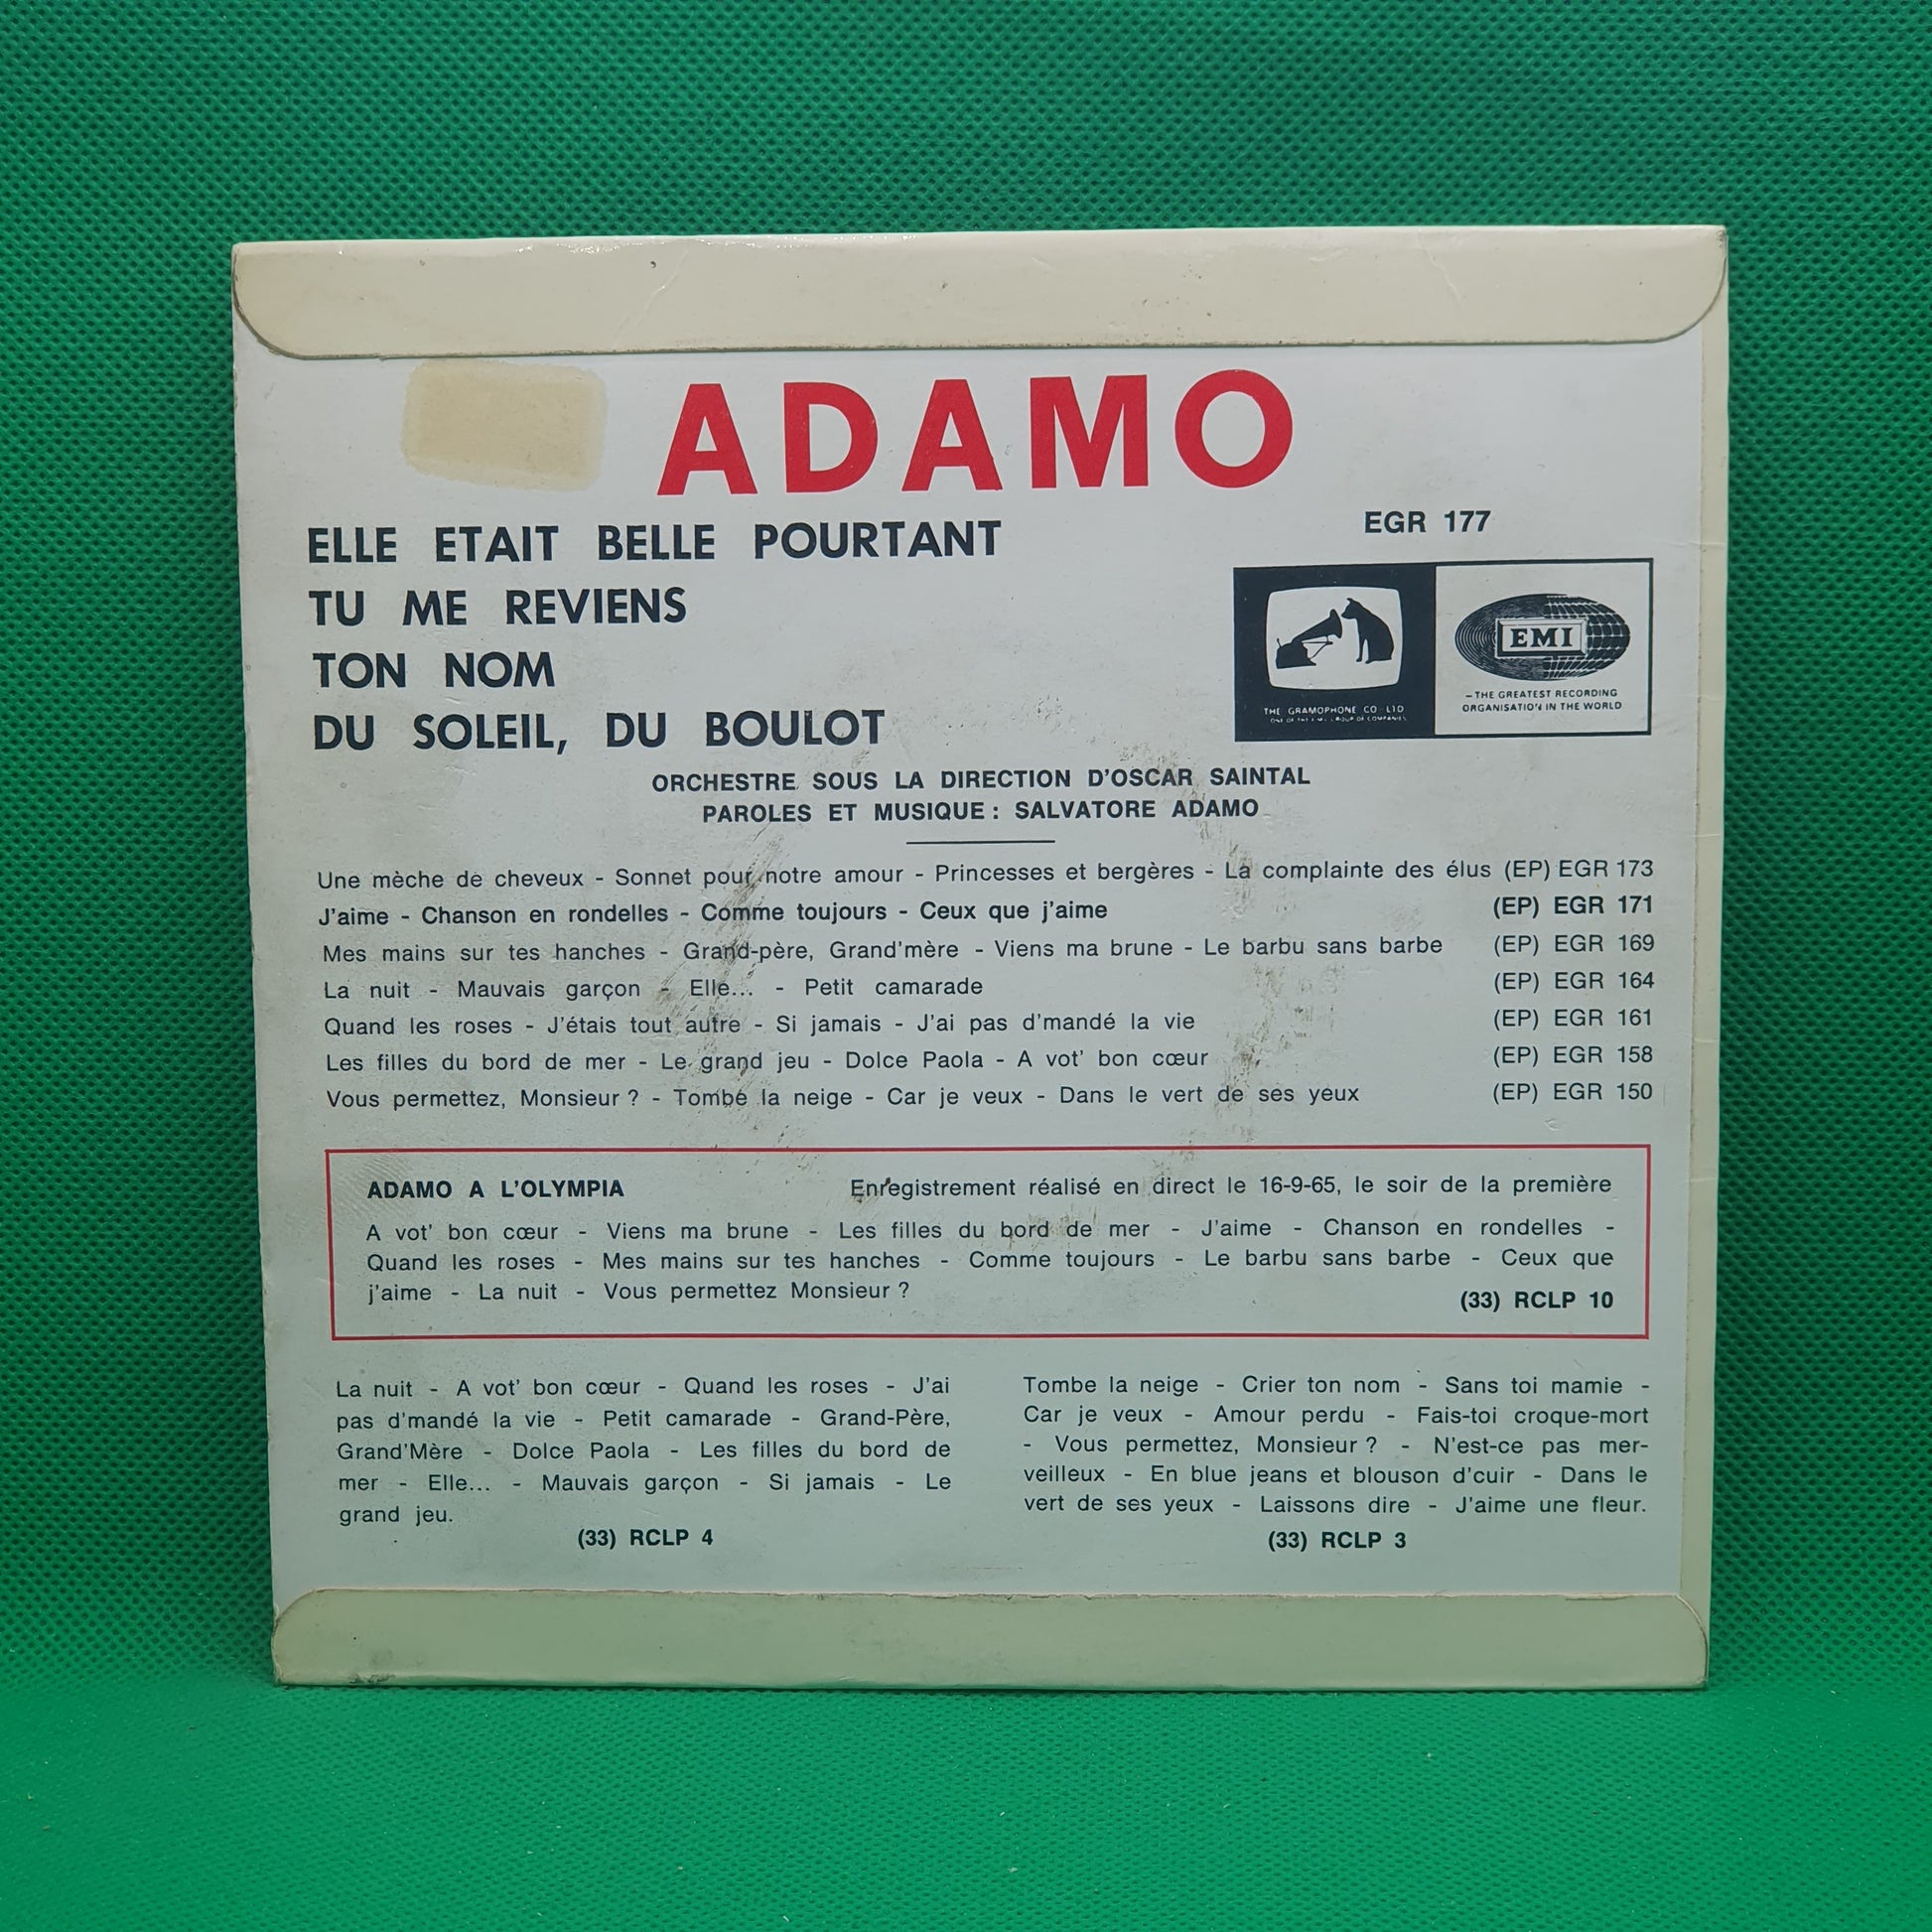 ADAMO
ELLE ETAIT BELLE POURTANT
TU ME REVIENS
TON NOM
DU SOLEIL, DU BOULOT
EGR 177
THE GRAMOPHONE CO LTD
EMI
—THE GREATEST RECORDING
ORGANISATION IN THE WORLD
ORCHESTRE SOUS LA DIRECTION D'OSCAR SAINTAL
PAROLES ET MUSIQUE : SALVATORE ADAMO
Une mèche de cheveux - Sonnet pour notre amour - Princesses et bergères - La complainte des élus (EP) EGR 173
J'aime - Chanson en rondelles - Comme toujours - Ceux que j'aime (EP) EGR 171
Mes mains sur tes hanches - Grand-père, Grand'mère - Viens ma brune - Le barbu sans barbe (EP) EGR 169
La nuit - Mauvais garçon - Elle... - Petit camarade (EP) EGR 164
Quand les roses - J'étais tout autre - Si jamais - J'ai pas d'mandé la vie (EP) EGR 161
Les filles du bord de mer - Le grand jeu - Dolce Paola - A vot' bon cœur (EP) EGR 158
Vous permettez, Monsieur ? - Tombe la neige - Car je veux - Dans le vert de ses yeux (EP) EGR 150
ADAMO A L'OLYMPIA Enregistrement réalisé en direct le 16-9-65, le soir de la première
A vot' bon cœur - Viens ma brune - Les filles du bord de mer - J'aime - Chanson en rondelles -
Quand les roses - Mes mains sur tes hanches - Comme toujours - Le barbu sans barbe - Ceux que
j'aime - La nuit - Vous permettez Monsieur ?
(33) RCLP 10
La nuit - A vot' bon cœur - Quand les roses - J'ai
pas d'mandé la vie - Petit camarade - Grand-Père,
Grand'Mère - Dolce Paola - Les filles du bord de
mer - Elle... - Mauvais garçon - Si jamais - Le
grand jeu.
(33) RCLP 4
Tombe la neige - Crier ton nom - Sans toi mamie -
Car je veux - Amour perdu - Fais-toi croque-mort
- Vous permettez, Monsieur ? - N'est-ce pas mer-
veilleux - En blue jeans et blouson d'cuir - Dans le
vert de ses yeux - Laissons dire - J'aime une fleur.
(33) RCLP 3